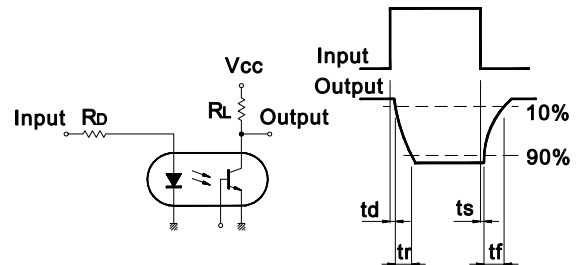 Input
RD
Vcc
RL
Output
Input
Output
10%
90%
td
ts
tr
tf